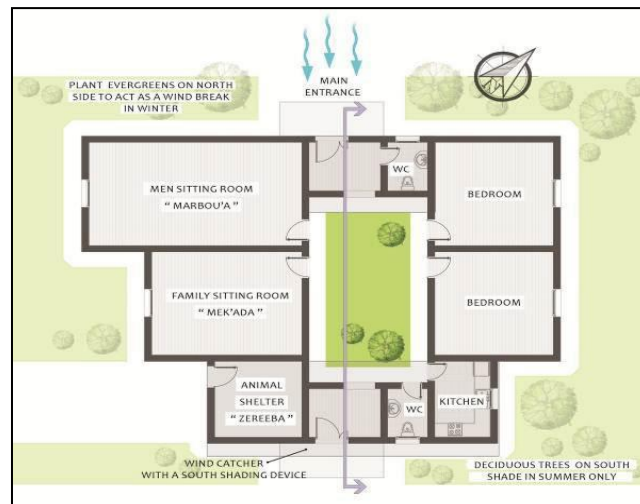 PLANT EVERGREENS ON NORTH
SIDE TO ACT AS A WIND BREAK
IN WINTER
MAIN
ENTRANCE
WC
MEN SITTING ROOM
" MARBOU'A "
BEDROOM
FAMILY SITTING ROOM
" MEK'ADA "
BEDROOM
ANIMAL
SHELTER
" ZEREEBA "
WC
KITCHEN
WIND CATCHER
WITH A SOUTH SHADING DEVICE
DECIDUOUS TREES ON SOUTH
SHADE IN SUMMER ONLY